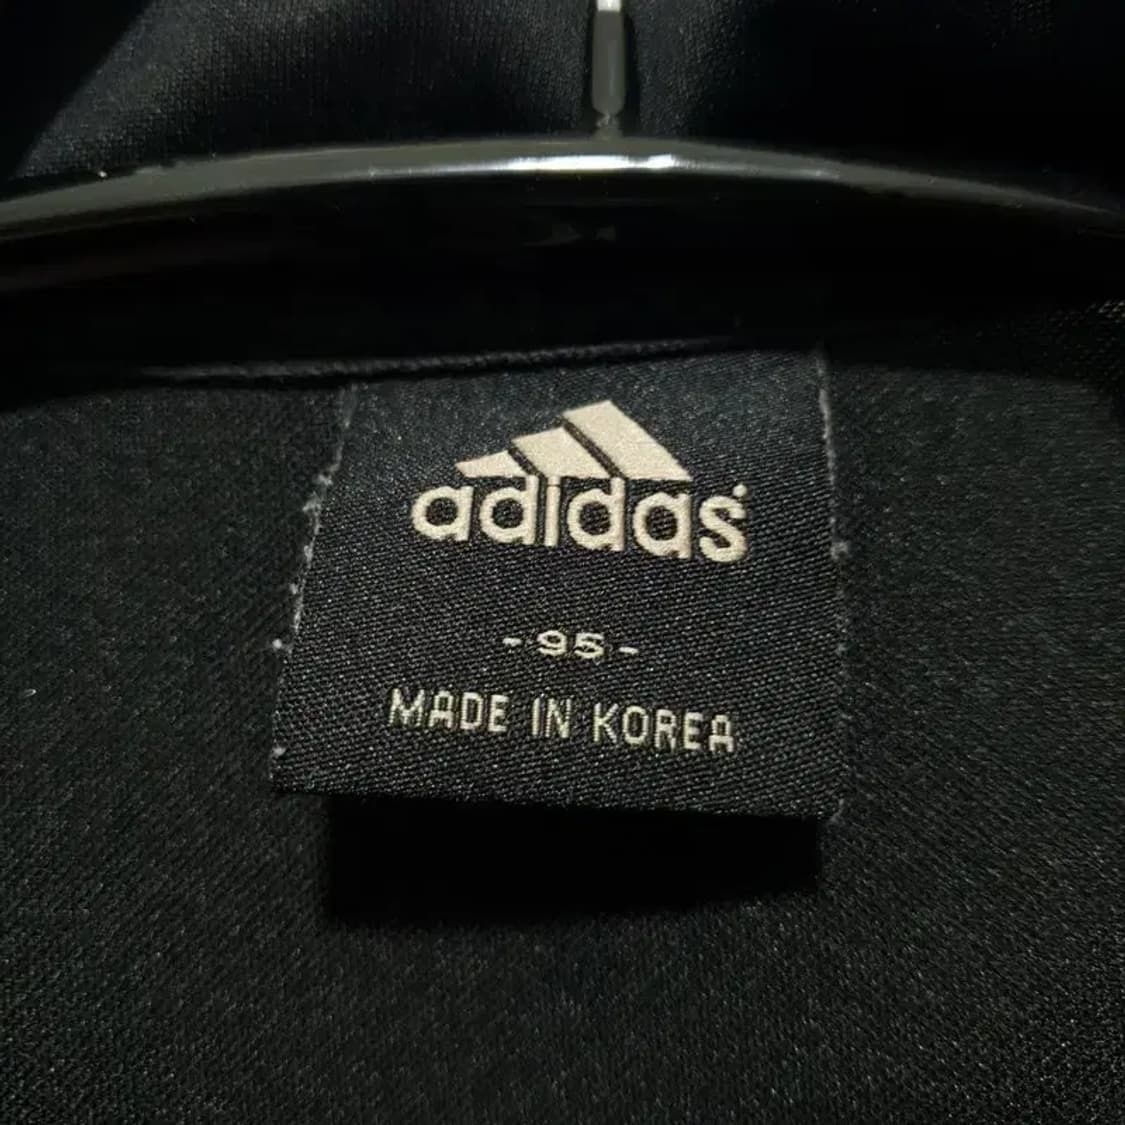 adidas
-95-
MADE IN KOREA